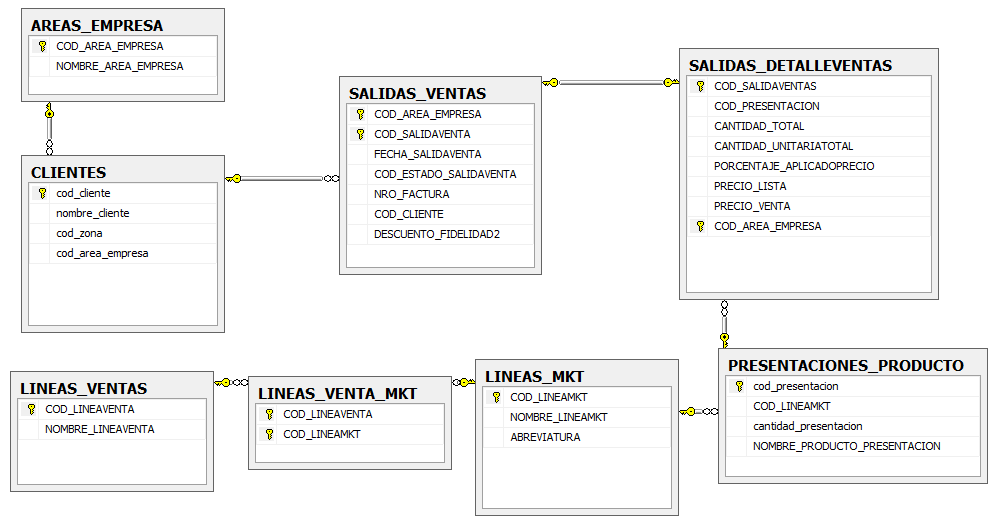 AREAS_EMPRESA
COD_AREA_EMPRESA
NOMBRE_AREA_EMPRESA
CLIENTES
cod_cliente
nombre_cliente
cod_zona
cod_area_empresa
SALIDAS_VENTAS
COD_AREA_EMPRESA
COD_SALIDAVENTA
FECHA_SALIDAVENTA
COD_ESTADO_SALIDAVENTA
NRO_FACTURA
COD_CLIENTE
DESCUENTO_FIDELIDAD2
SALIDAS_DETALLEVENTAS
COD_SALIDAVENTAS
COD_PRESENTACION
CANTIDAD_TOTAL
CANTIDAD_UNITARIATOTAL
PORCENTAJE_APLICADOPRECIO
PRECIO_LISTA
PRECIO_VENTA
COD_AREA_EMPRESA
LINEAS_VENTAS
COD_LINEAVENTA
NOMBRE_LINEAVENTA
LINEAS_VENTA_MKT
COD_LINEAVENTA
COD_LINEAMKT
LINEAS_MKT
COD_LINEAMKT
NOMBRE_LINEAMKT
ABREVIATURA
PRESENTACIONES_PRODUCTO
cod_presentacion
COD_LINEAMKT
cantidad_presentacion
NOMBRE_PRODUCTO_PRESENTACION